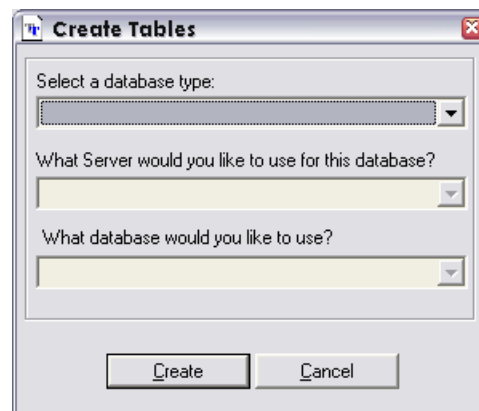 Create Tables
Select a database type:
What Server would you like to use for this database?
What database would you like to use?
Create
Cancel